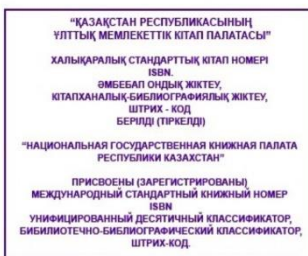 “ҚАЗАҚСТАН РЕСПУБЛИКАСЫНЫҢ
ҰЛТТЫҚ МЕМЛЕКЕТТІК КІТАП ПАЛАТАСЫ”
ХАЛЫҚАРАЛЫҚ СТАНДАРТТЫҚ КІТАП НОМЕРІ
ISBN.
ӘМБЕБАП ОНДЫҚ ЖІКТЕУ,
КІТАПХАНАЛЫҚ-БИБЛИОГРАФИЯЛЫҚ ЖІКТЕУ,
ШТРИХ - КОД
БЕРІЛДІ (ТІРКЕЛДІ)
“НАЦИОНАЛЬНАЯ ГОСУДАРСТВЕННАЯ КНИЖНАЯ ПАЛАТА
РЕСПУБЛИКИ КАЗАХСТАН”
ПРИСВОЕНЫ (ЗАРЕГИСТРИРОВАНЫ)
МЕЖДУНАРОДНЫЙ СТАНДАРТНЫЙ КНИЖНЫЙ НОМЕР
ISBN
УНИФИЦИРОВАННЫЙ ДЕСЯТИЧНЫЙ КЛАССИФИКАТОР,
БИБИЛИОТЕЧНО-БИБЛИОГРАФИЧЕСКИЙ КЛАССИФИКАТОР,
ШТРИХ-КОД.